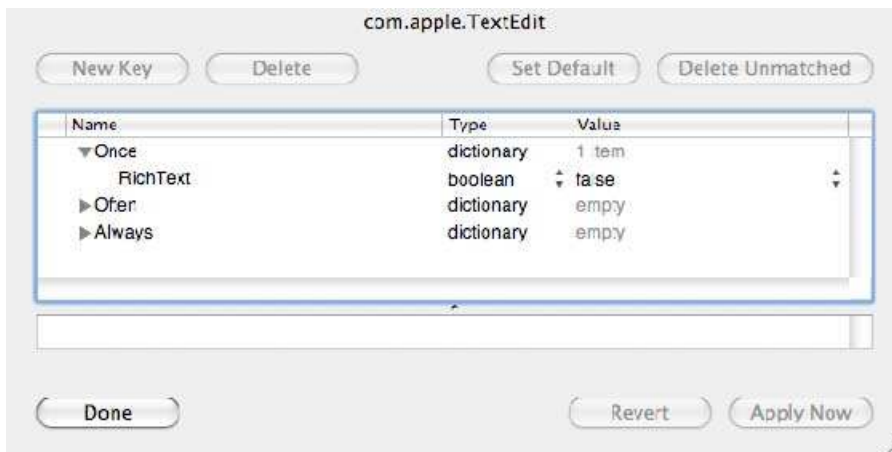 com.apple.TextEdit
New Key Delete Set Default Delete Unmatched
Name Type Value
Once dictionary 1 item
RichText boolean false
Often dictionary empty
Always dictionary empty
Done Revert Apply Now